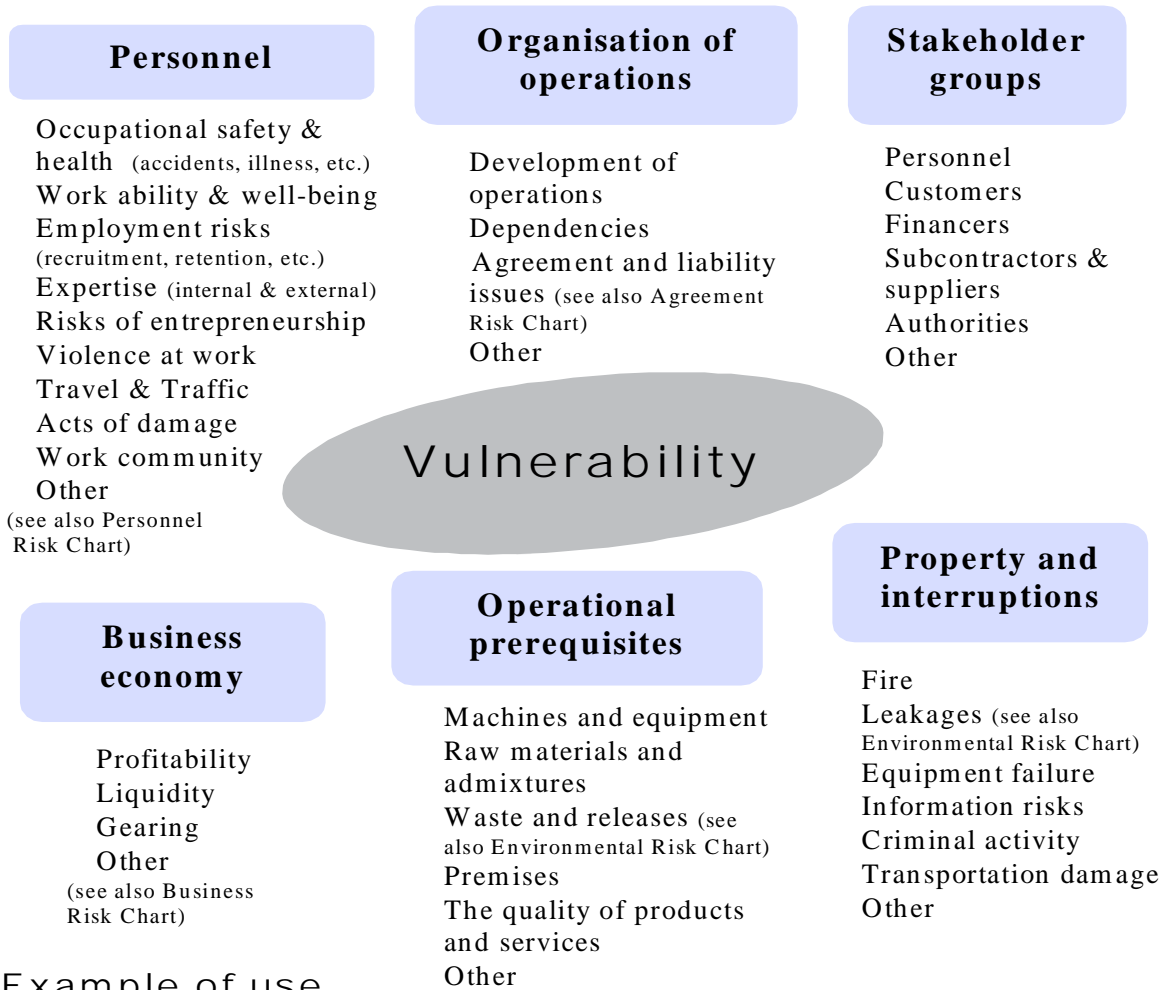 Personnel
Occupational safety &
health (accidents, illness, etc.)
Work ability & well-being
Employment risks
(recruitment, retention, etc.)
Expertise (internal & external)
Risks of entrepreneurship
Violence at work
Travel & Traffic
Acts of damage
Work community
Other
(see also Personnel
Risk Chart)
Organisation of
operations
Development of
operations
Dependencies
Agreement and liability
issues (see also Agreement
Risk Chart)
Other
Stakeholder
groups
Personnel
Customers
Financers
Subcontractors &
suppliers
Authorities
Other
Vulnerability
Business
economy
Profitability
Liquidity
Gearing
Other
(see also Business
Risk Chart)
Operational
prerequisites
Machines and equipment
Raw materials and
admixtures
Waste and releases (see
also Environmental Risk Chart)
Premises
The quality of products
and services
Other
Property and
interruptions
Fire
Leakages (see also
Environmental Risk Chart)
Equipment failure
Information risks
Criminal activity
Transportation damage
Other
Example of use